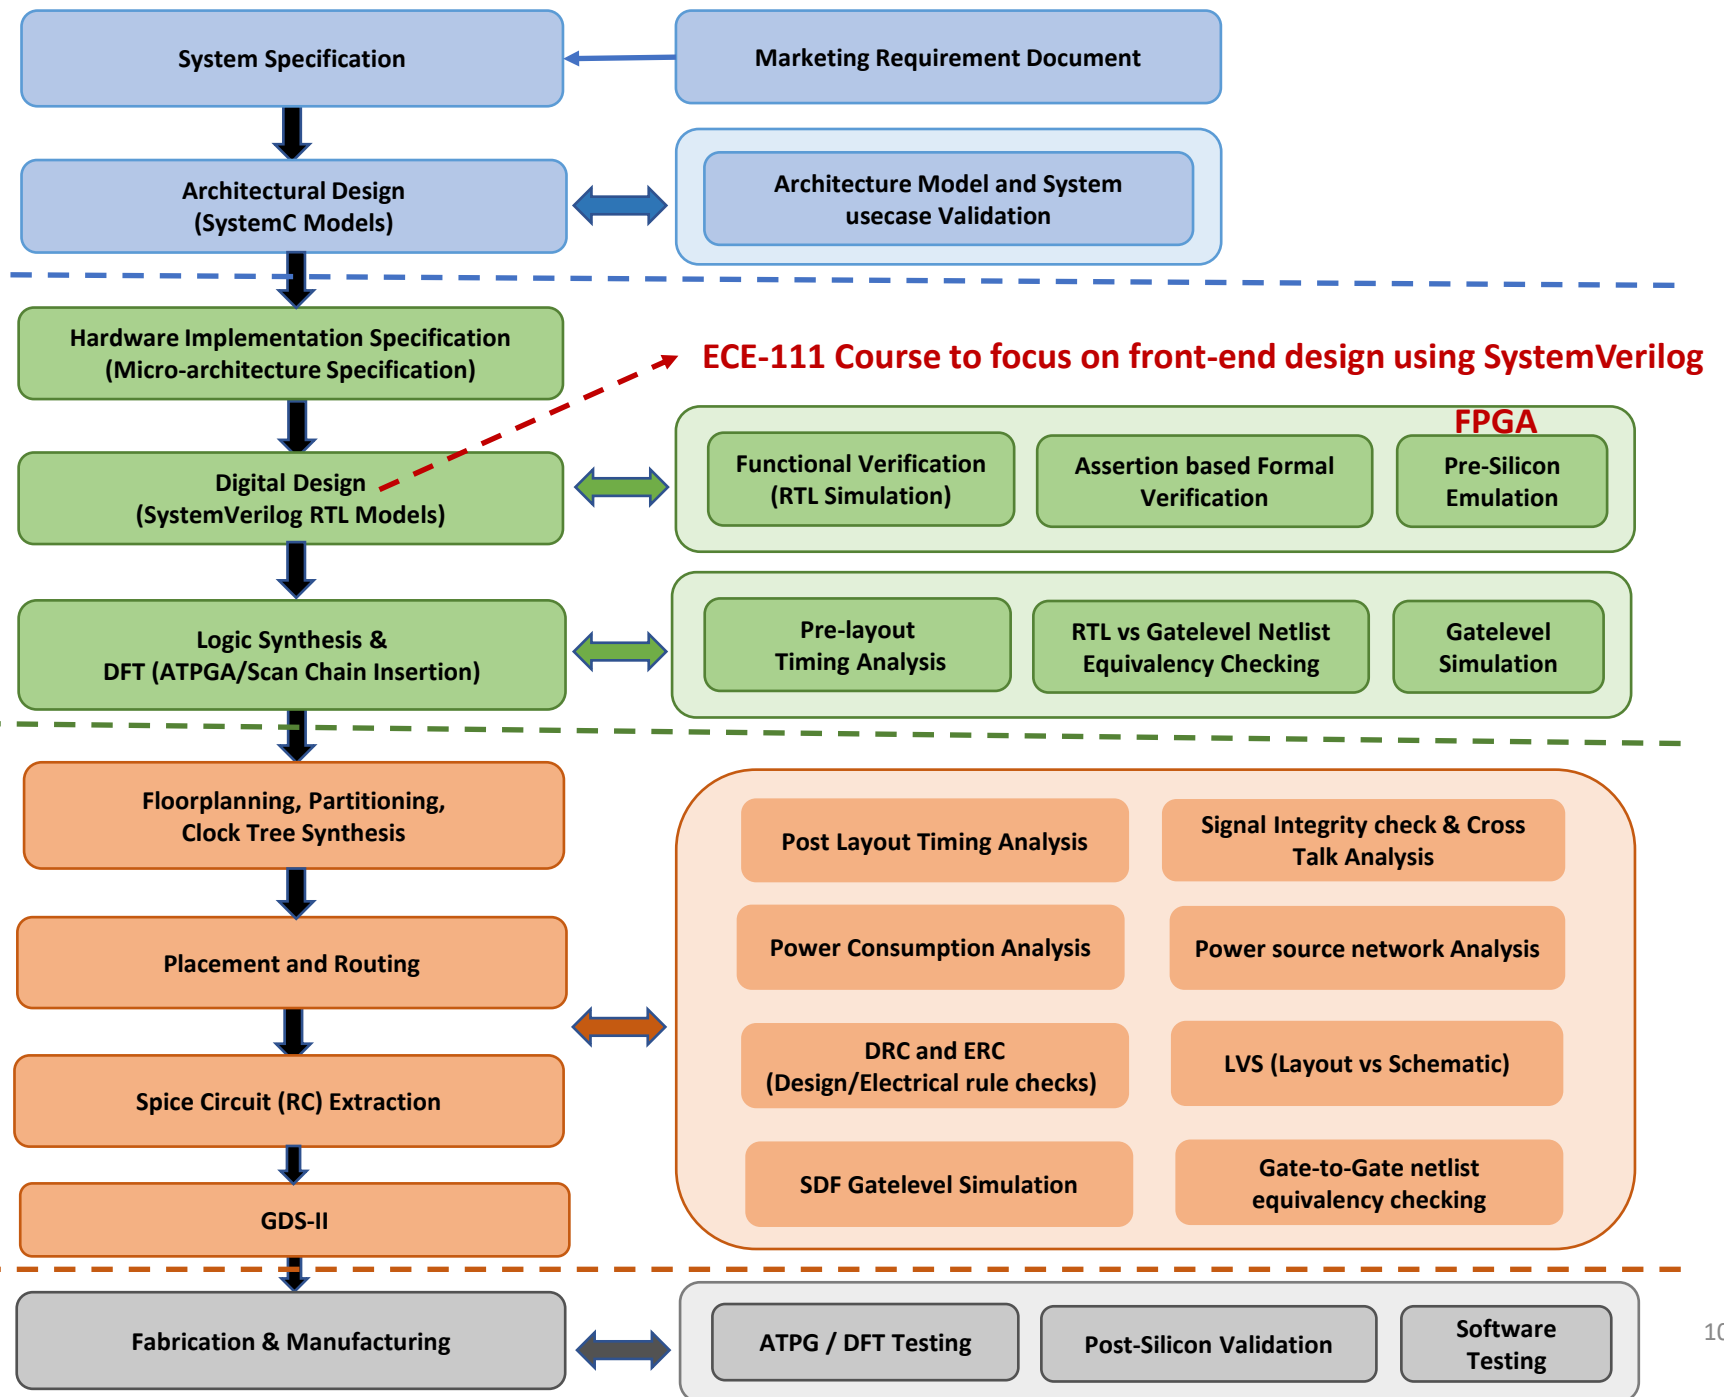 System Specification
Marketing Requirement Document
Architectural Design
(SystemC Models)
Architecture Model and System
usecase Validation
Hardware Implementation Specification
(Micro-architecture Specification)
ECE-111 Course to focus on front-end design using SystemVerilog
FPGA
Digital Design
(SystemVerilog RTL Models)
Functional Verification
(RTL Simulation)
Assertion based Formal
Verification
Pre-Silicon
Emulation
Logic Synthesis &
DFT (ATPGA/Scan Chain Insertion)
Pre-layout
Timing Analysis
RTL vs Gatelevel Netlist
Equivalency Checking
Gatelevel
Simulation
Floorplanning, Partitioning,
Clock Tree Synthesis
Placement and Routing
Spice Circuit (RC) Extraction
GDS-II
Post Layout Timing Analysis
Signal Integrity check & Cross
Talk Analysis
Power Consumption Analysis
Power source network Analysis
DRC and ERC
(Design/Electrical rule checks)
LVS (Layout vs Schematic)
SDF Gatelevel Simulation
Gate-to-Gate netlist
equivalency checking
Fabrication & Manufacturing
ATPG / DFT Testing
Post-Silicon Validation
Software
Testing
10